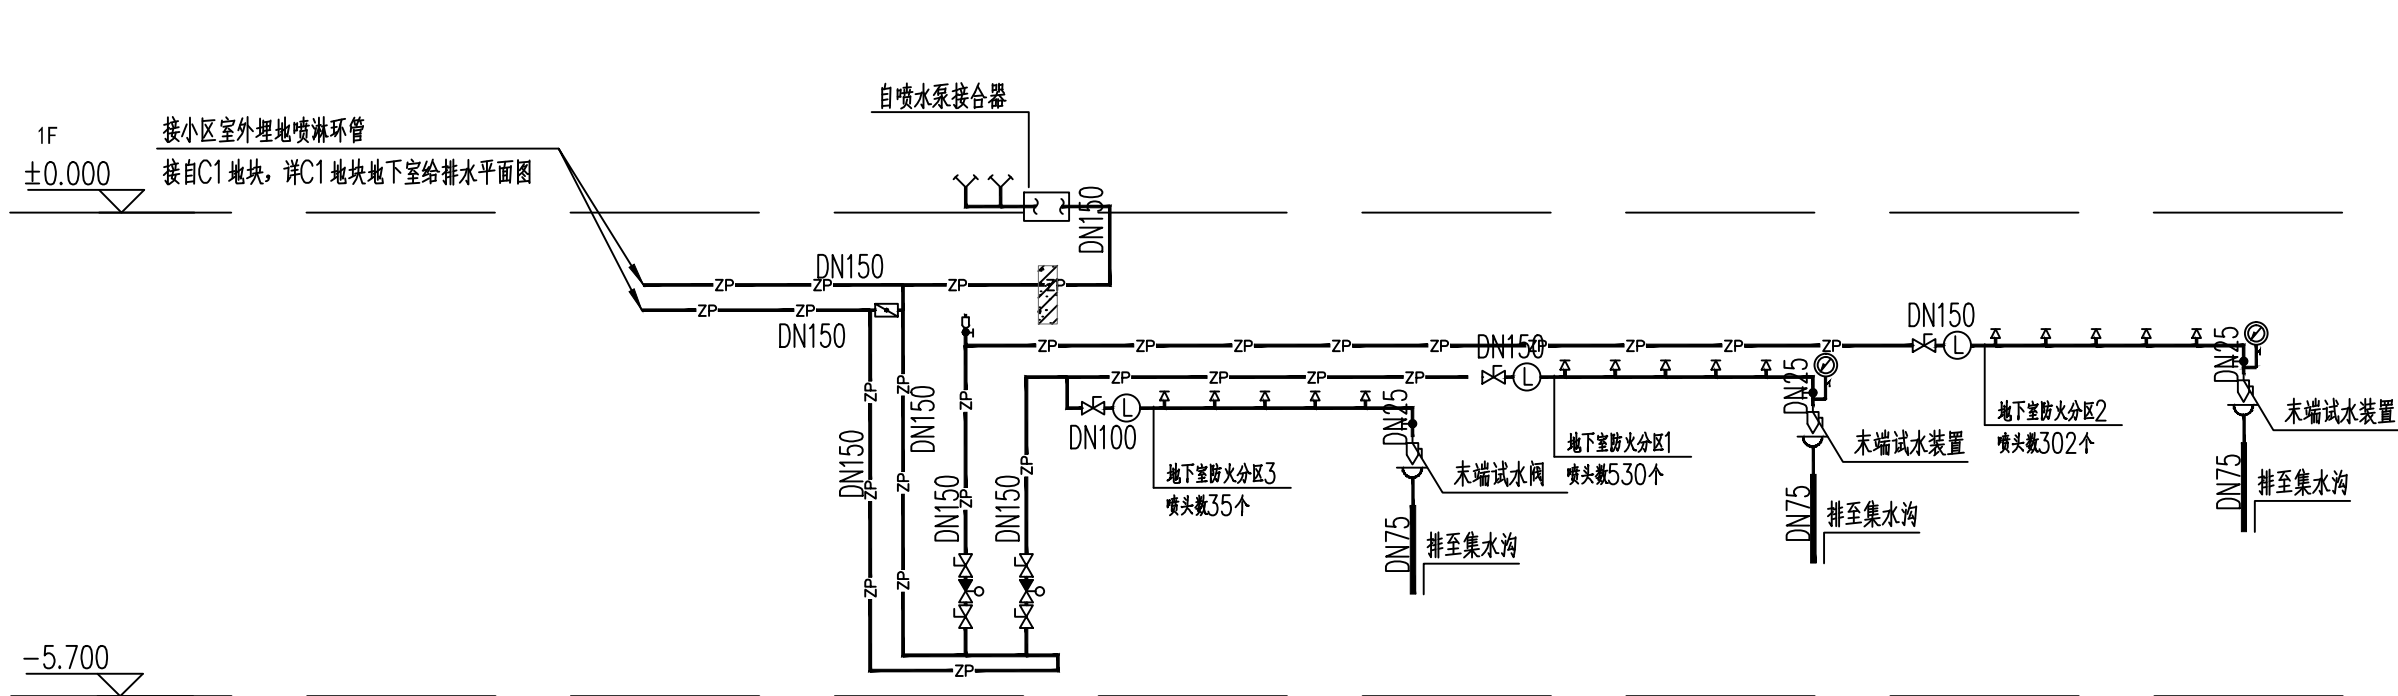 自喷水泵接合器
1F
接小区室外埋地喷淋环管
±0.000
接自C1地块，详C1地块地下室给排水平面图
DN150
DN150
ZP
ZP
ZP
ZP
ZP
ZP
DN150
DN150
DN150
ZP
ZP
ZP
ZP
ZP
ZP
ZP
ZP
ZP
DN150
L
DN25
ZP
ZP
ZP
ZP
DN150
L
DN25
ZP
ZP
ZP
DN150
DN100
L
DN25
地下室防火分区2
喷头数302个
末端试水装置
地下室防火分区1
喷头数530个
末端试水装置
地下室防火分区3
喷头数35个
末端试水阀
DN150
ZP
ZP
ZP
ZP
DN150
DN150
DN75
排至集水沟
DN75
排至集水沟
DN75
排至集水沟
ZP
ZP
-5.700
ZP